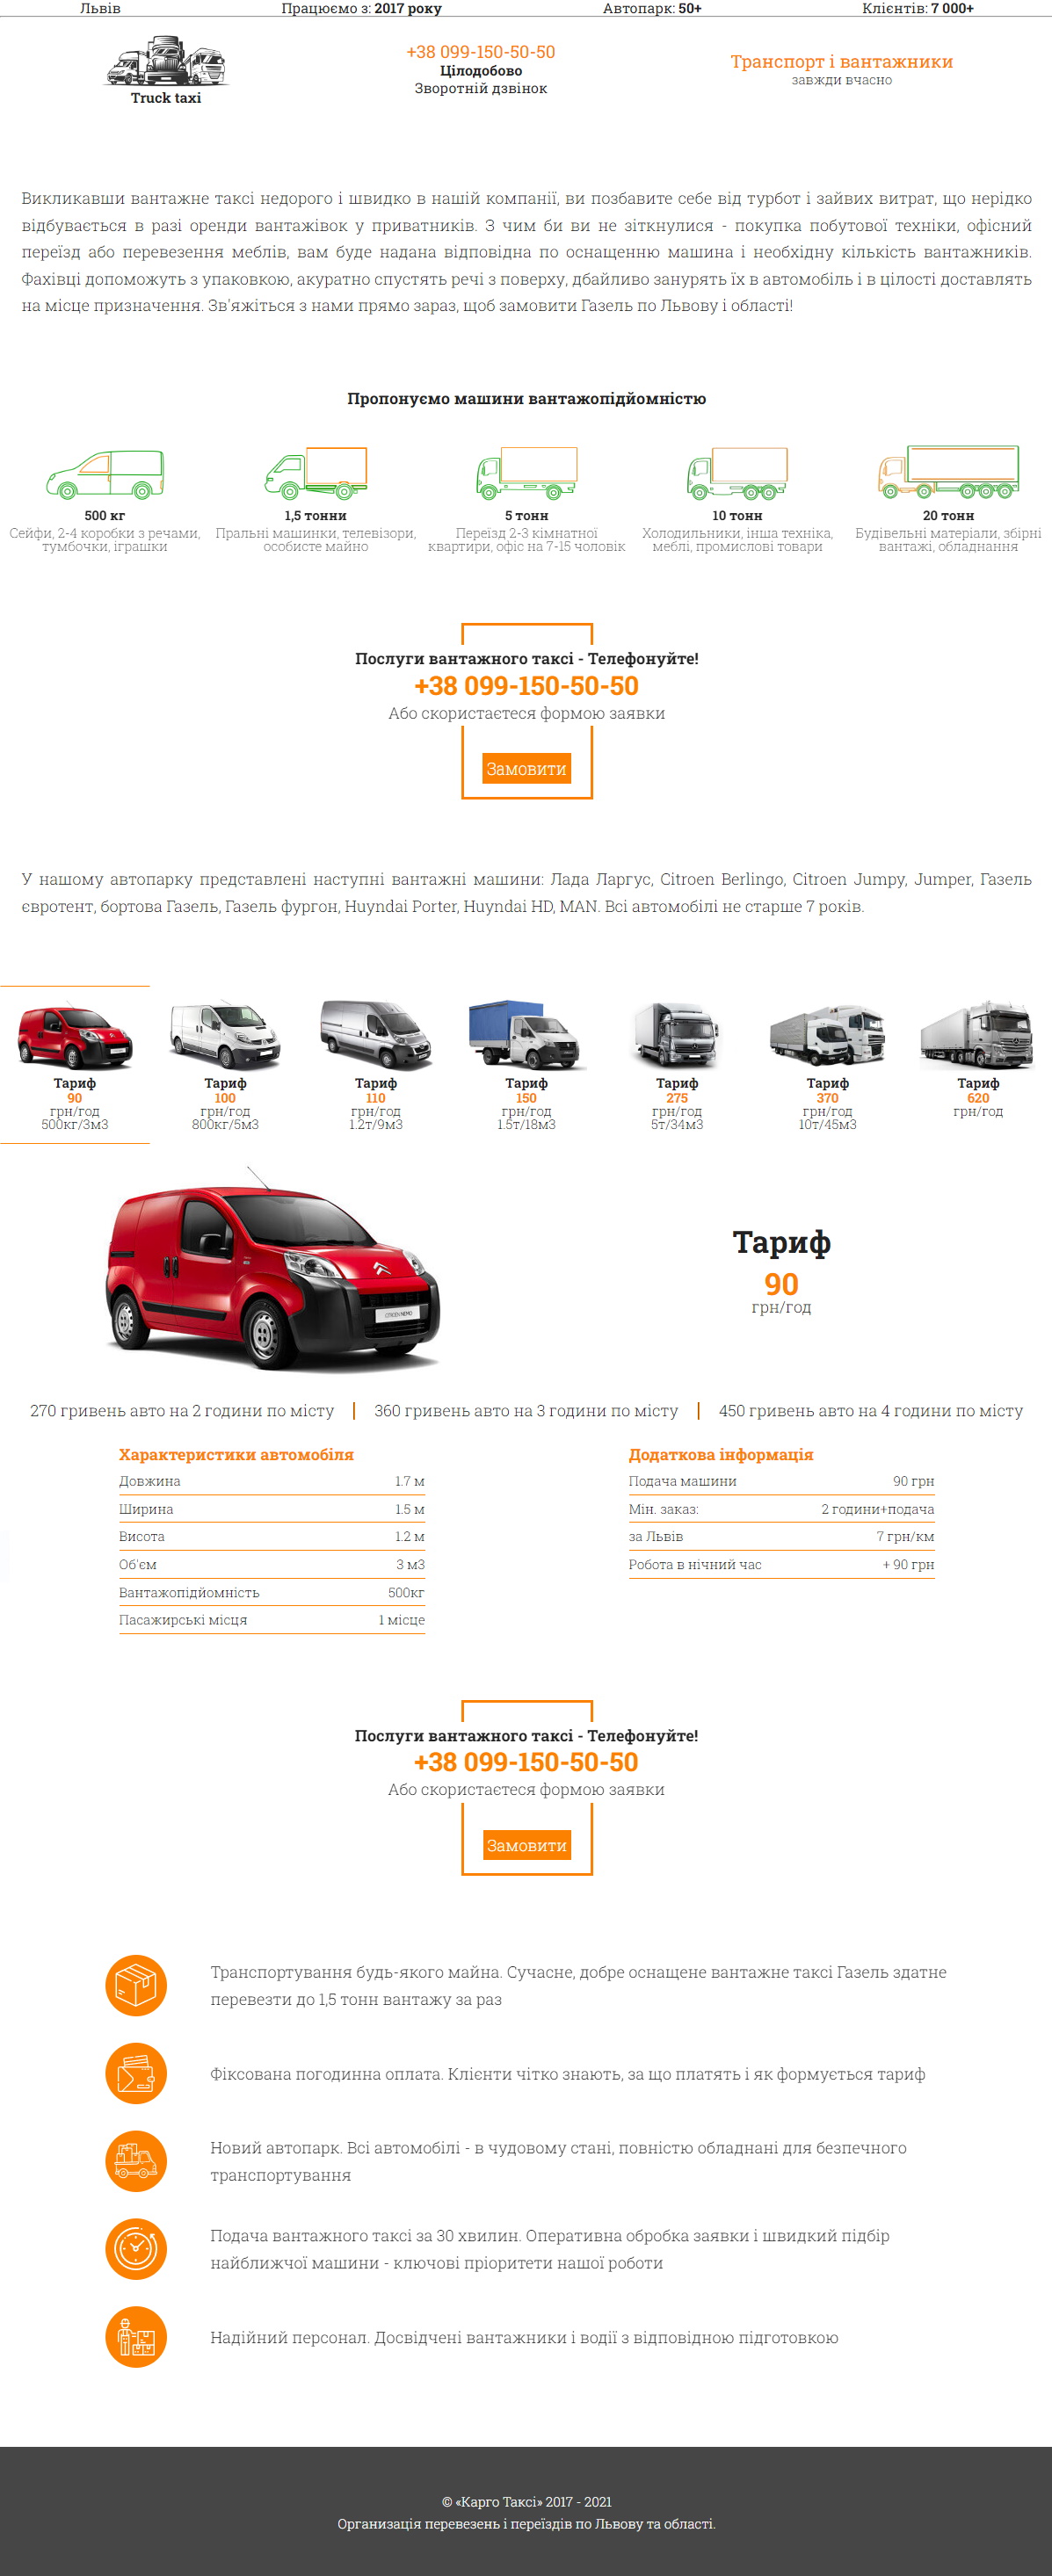 Львів Працюємо з: 2017 року Автопарк: 50+ Клієнтів: 7 000+
Truck taxi
+38 099-150-50-50
Цілодобово
Зворотній дзвінок
Транспорт і вантажники
завжди вчасно
Викликавши вантажне таксі недорого і швидко в нашій компанії, ви позбавите себе від турбот і зайвих витрат, що нерідко
відбувається в разі оренди вантажівок у приватників. З чим би ви не зіткнулися - покупка побутової техніки, офісний
переїзд або перевезення меблів, вам буде надана відповідна по оснащенню машина і необхідну кількість вантажників.
Фахівці допоможуть з упаковкою, акуратно спустять речі з поверху, дбайливо занурять їх в автомобіль і в цілості доставлять
на місце призначення. Зв'яжіться з нами прямо зараз, щоб замовити Газель по Львову і області!
Пропонуємо машини вантажопідйомністю
500 кг
Сейфи, 2-4 коробки з речами,
тумбочки, іграшки
1,5 тонни
Пральні машинки, телевізори,
особисте майно
5 тонн
Переїзд 2-3 кімнатної
квартири, офіс на 7-15 чоловік
10 тонн
Холодильники, інша техніка,
меблі, промислові товари
20 тонн
Будівельні матеріали, збірні
вантажі, обладнання
Послуги вантажного таксі - Телефонуйте!
+38 099-150-50-50
Або скористаєтеся формою заявки
Замовити
У нашому автопарку представлені наступні вантажні машини: Лада Ларгус, Citroen Berlingo, Citroen Jumpy, Jumper, Газель
євротент, бортова Газель, Газель фургон, Huyndai Porter, Huyndai HD, MAN. Всі автомобілі не старше 7 років.
Тариф
90
грн/год
500кг/3м3
Тариф
100
грн/год
800кг/5м3
Тариф
110
грн/год
1.2т/9м3
Тариф
150
грн/год
1.5т/18м3
Тариф
275
грн/год
5т/34м3
Тариф
370
грн/год
10т/45м3
Тариф
620
грн/год
CITROEN NEMO
Тариф
90
грн/год
270 гривень авто на 2 години по місту 360 гривень авто на 3 години по місту 450 гривень авто на 4 години по місту
Характеристики автомобіля
Довжина 1.7 м
Ширина 1.5 м
Висота 1.2 м
Об'єм 3 м3
Вантажопідйомність 500кг
Пасажирські місця 1 місце
Додаткова інформація
Подача машини 90 грн
Мін. заказ: 2 години+подача
за Львів 7 грн/км
Робота в нічний час + 90 грн
Послуги вантажного таксі - Телефонуйте!
+38 099-150-50-50
Або скористаєтеся формою заявки
Замовити
Транспортування будь-якого майна. Сучасне, добре оснащене вантажне таксі Газель здатне
перевезти до 1,5 тонн вантажу за раз
Фіксована погодинна оплата. Клієнти чітко знають, за що платять і як формується тариф
Новий автопарк. Всі автомобілі - в чудовому стані, повністю обладнані для безпечного
транспортування
Подача вантажного таксі за 30 хвилин. Оперативна обробка заявки і швидкий підбір
найближчої машини - ключові пріоритети нашої роботи
Надійний персонал. Досвідчені вантажники і водії з відповідною підготовкою
© «Карго Таксі» 2017 - 2021
Организація перевезень і переїздів по Львову та області.